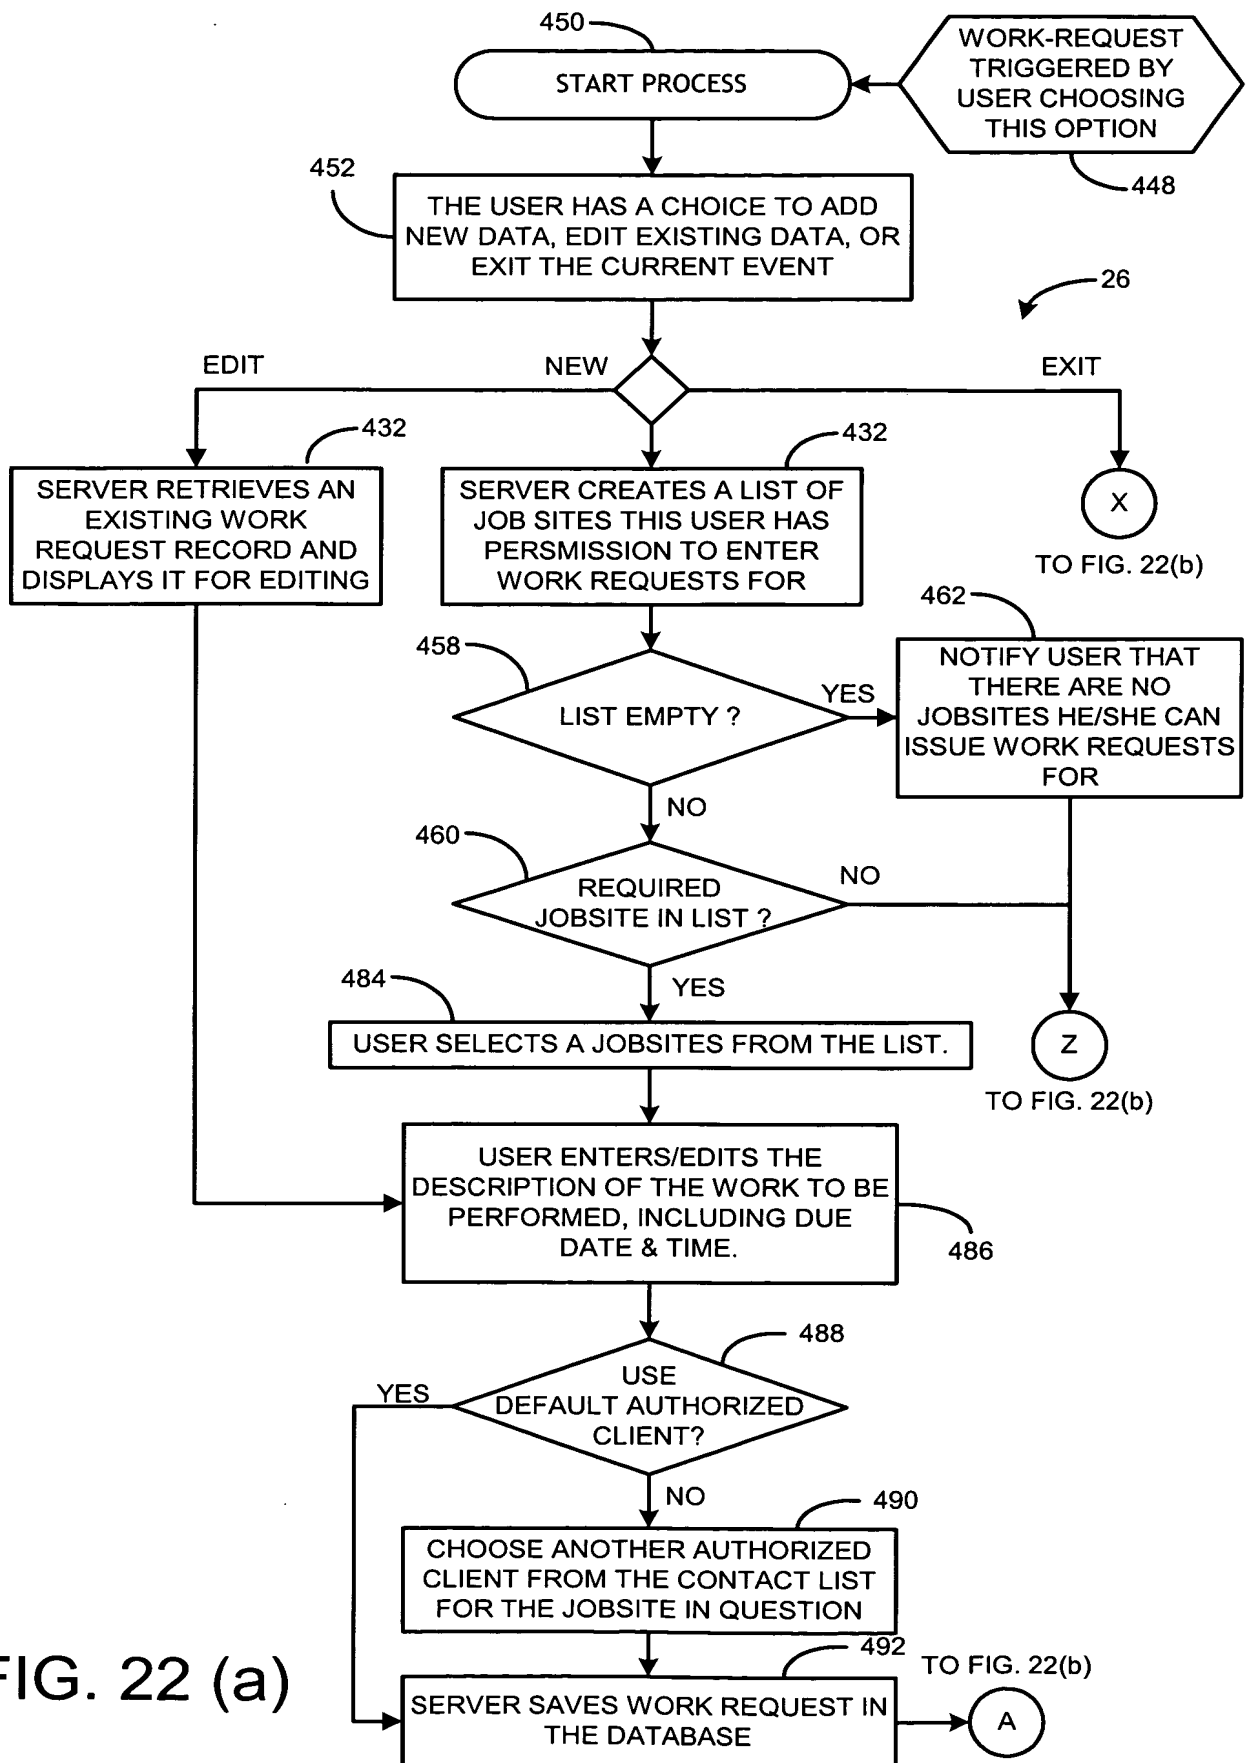 450
START PROCESS
WORK-REQUEST
TRIGGERED BY
USER CHOOSING
THIS OPTION
448
452
THE USER HAS A CHOICE TO ADD
NEW DATA, EDIT EXISTING DATA, OR
EXIT THE CURRENT EVENT
26
EDIT
NEW
EXIT
432
SERVER RETRIEVES AN
EXISTING WORK
REQUEST RECORD AND
DISPLAYS IT FOR EDITING
432
SERVER CREATES A LIST OF
JOB SITES THIS USER HAS
PERSMISSION TO ENTER
WORK REQUESTS FOR
X
TO FIG. 22(b)
458
LIST EMPTY ?
YES
462
NOTIFY USER THAT
THERE ARE NO
JOBSITES HE/SHE CAN
ISSUE WORK REQUESTS
FOR
NO
460
REQUIRED
JOBSITE IN LIST ?
NO
YES
484
USER SELECTS A JOBSITES FROM THE LIST.
Z
TO FIG. 22(b)
USER ENTERS/EDITS THE
DESCRIPTION OF THE WORK TO BE
PERFORMED, INCLUDING DUE
DATE & TIME.
486
488
USE
DEFAULT AUTHORIZED
CLIENT?
YES
NO
490
CHOOSE ANOTHER AUTHORIZED
CLIENT FROM THE CONTACT LIST
FOR THE JOBSITE IN QUESTION
492
SERVER SAVES WORK REQUEST IN
THE DATABASE
TO FIG. 22(b)
A
FIG. 22 (a)